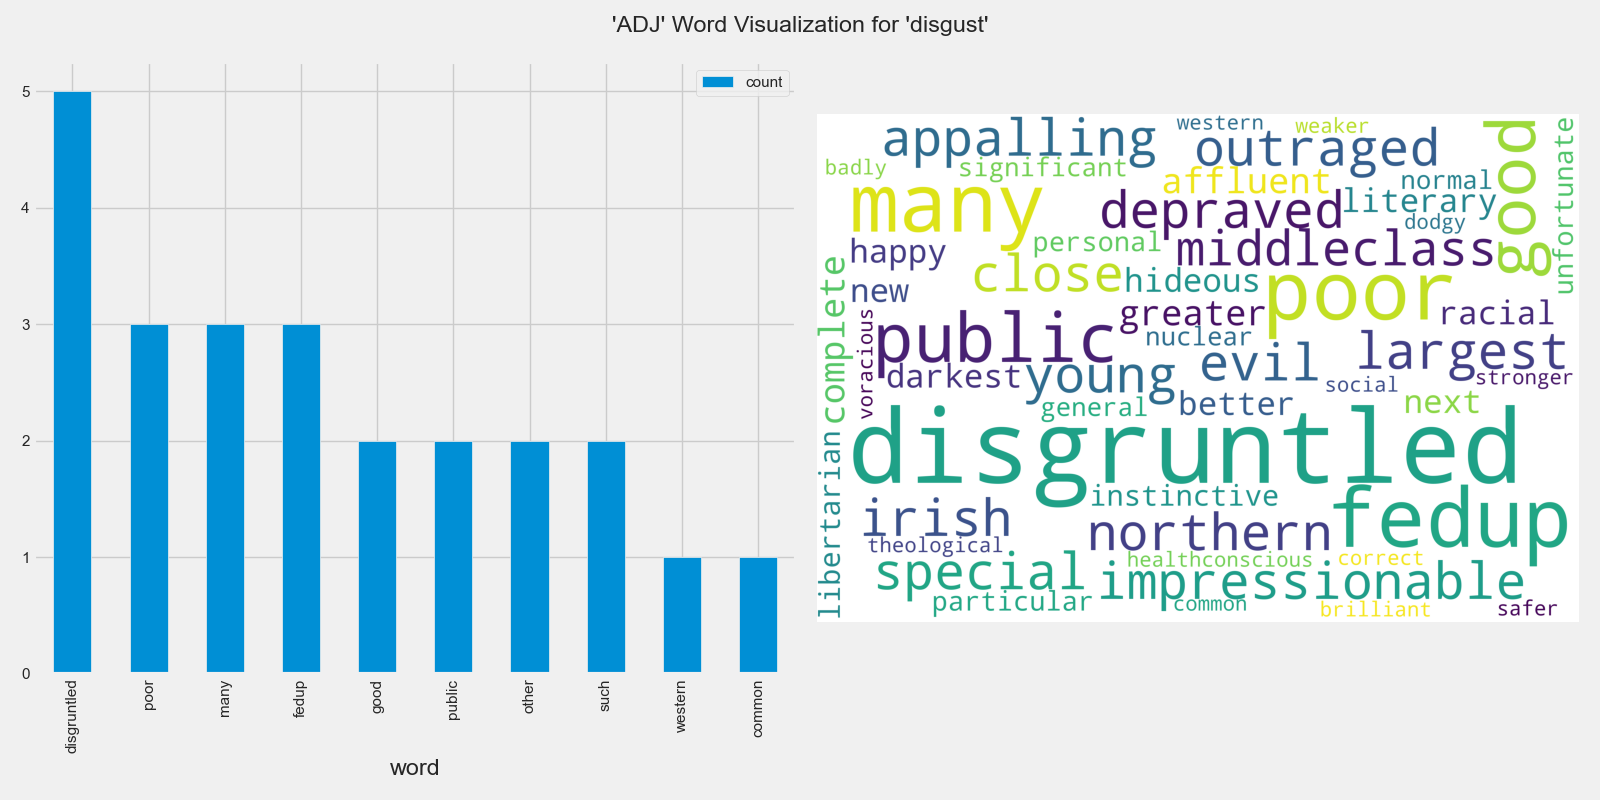 'ADJ' Word Visualization for 'disgust'
count
5
4
3
2
1
0
disgruntled
poor
many
fedup
good
public
other
such
western
common
word
appalling
western
weaker
outraged
good
unfortunate
badly
significant
many
affluent
normal
depraved
literary
dodgy
happy
personal
middleclass
complete
close
hideous
poor
new
greater
racial
voracious
public
nuclear
largest
darkest
young
evil
social
stronger
general
better
next
disgruntled
libertarian
instinctive
fedup
irish
northern
theological
healthconscious
correct
special
impressionable
particular
common
brilliant
safer